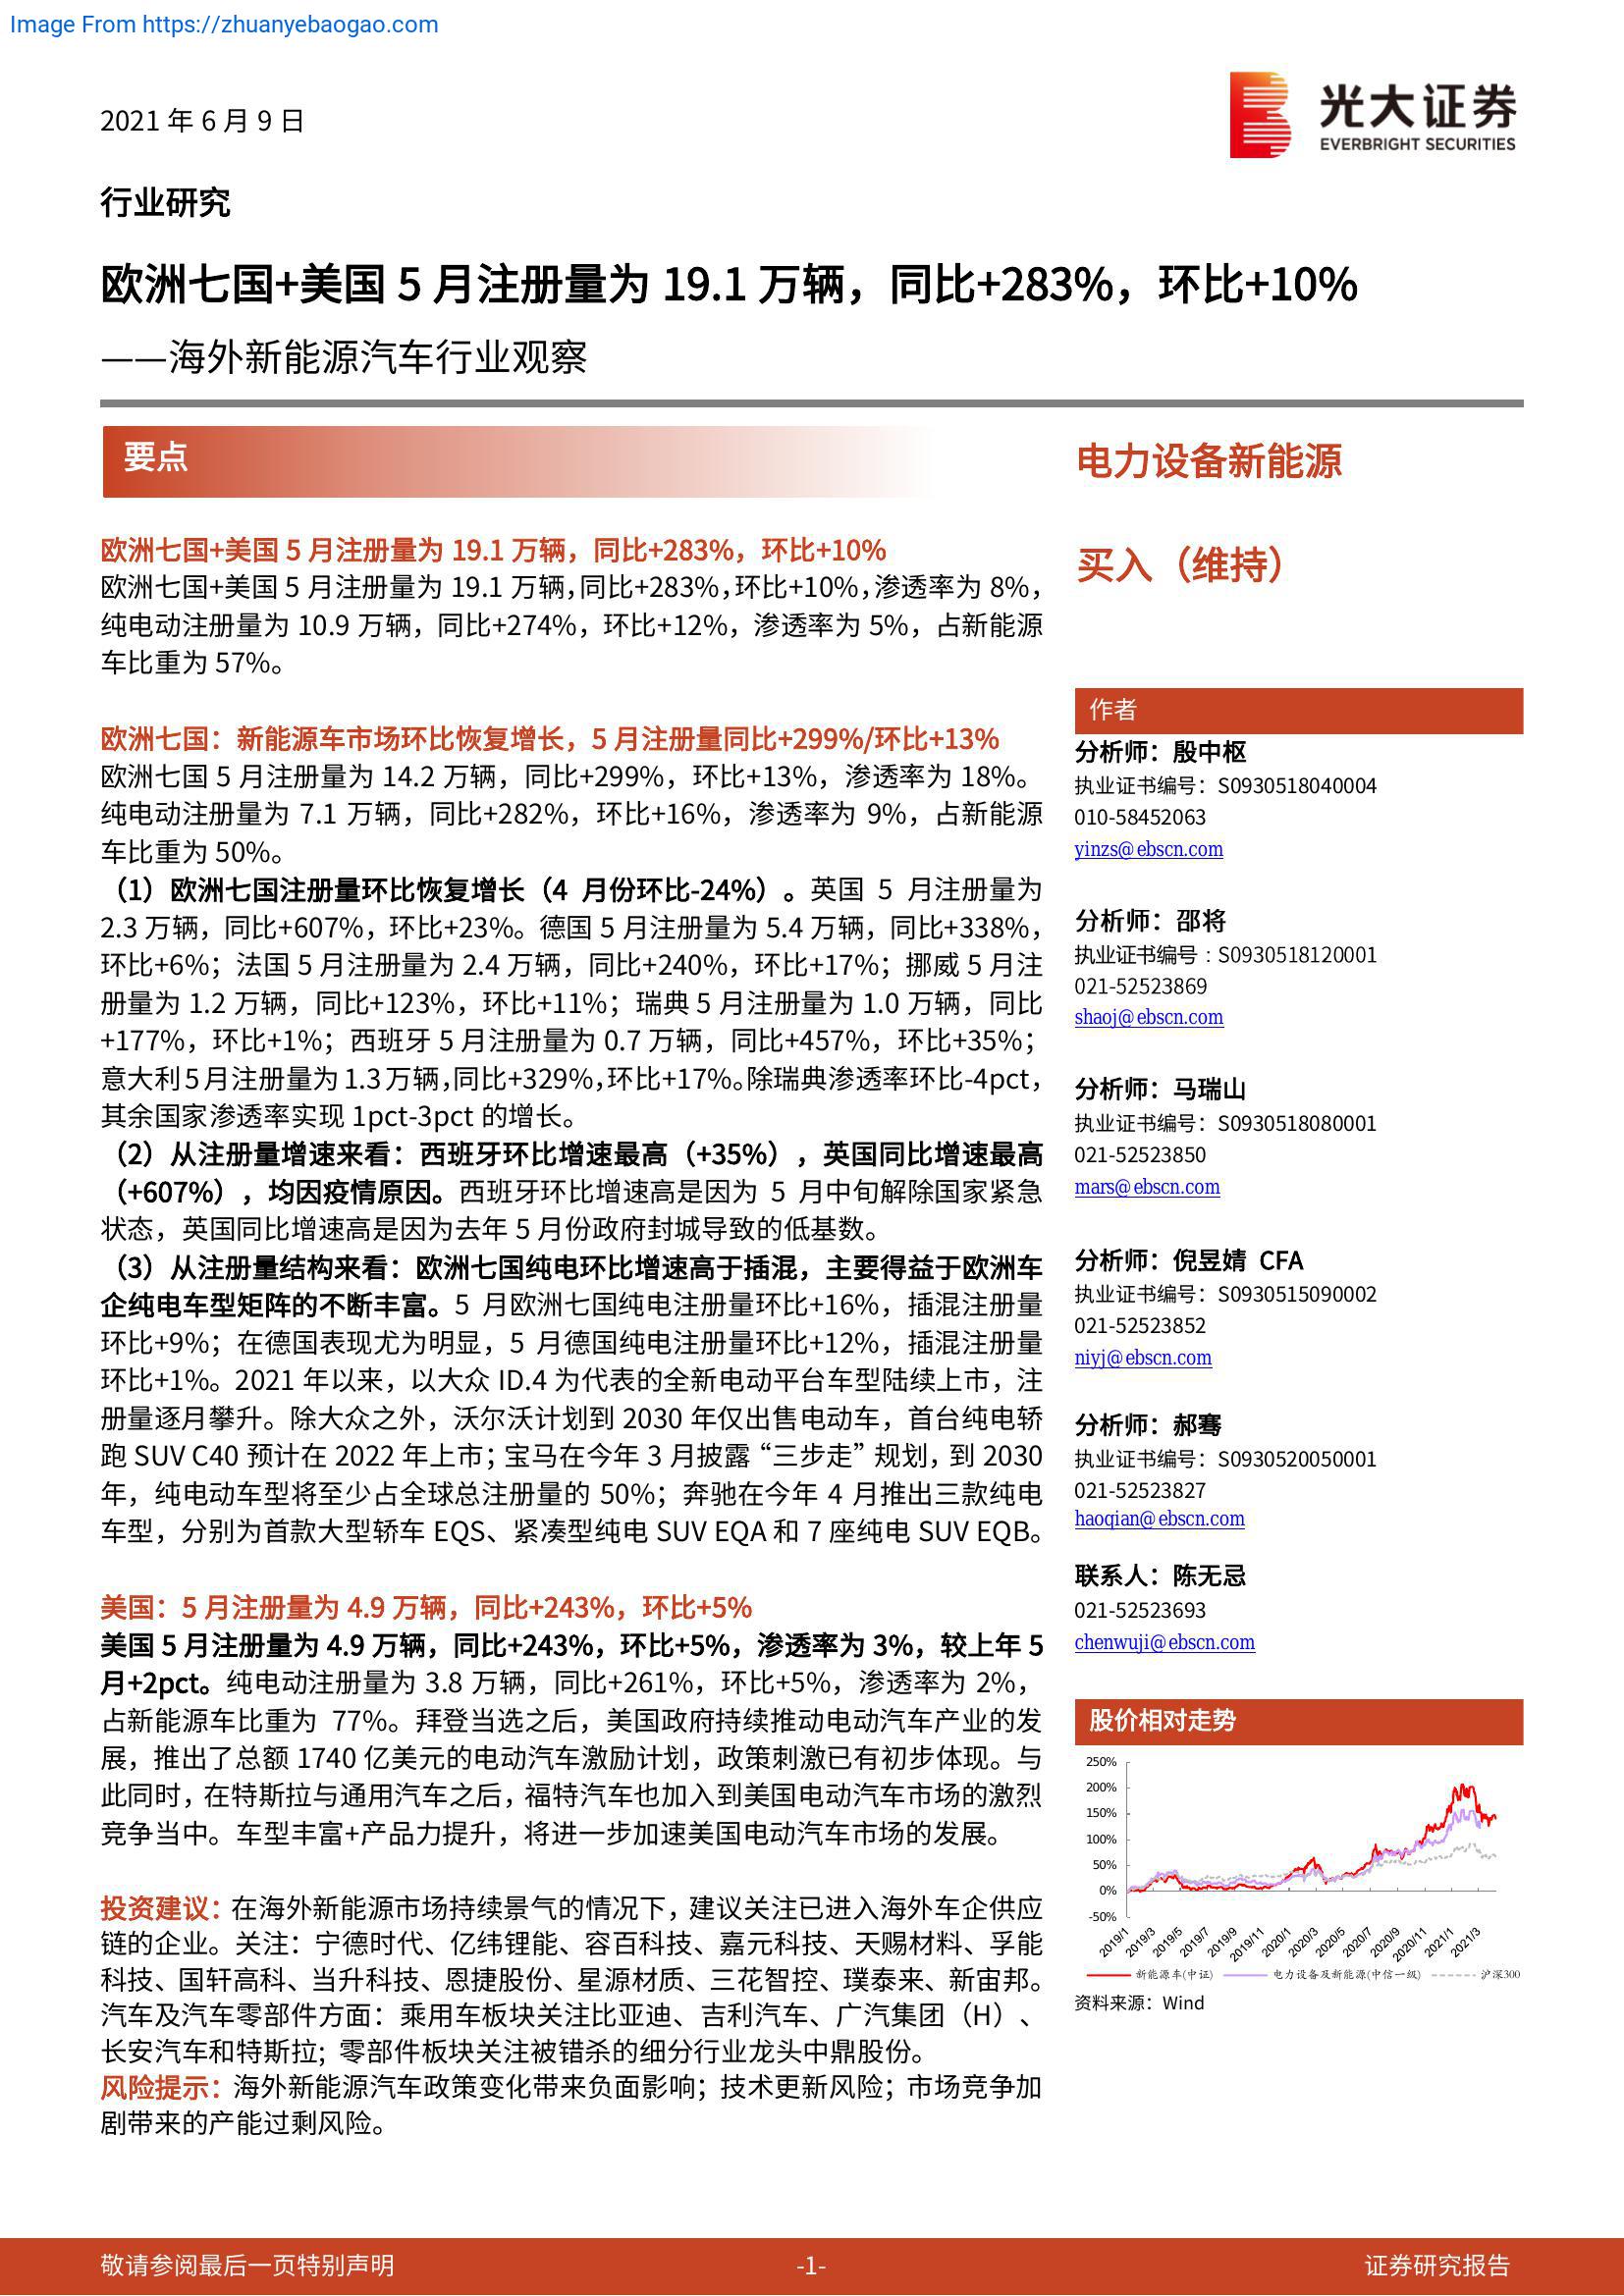 Image From https://zhuanyebaogao.com
2021 年 6 月 9 日
光大证券
EVERBRIGHT SECURITIES
行业研究
欧洲七国+美国 5 月注册量为 19.1 万辆，同比+283%，环比+10%
——海外新能源汽车行业观察
要点
欧洲七国+美国 5 月注册量为 19.1 万辆，同比+283%，环比+10%
欧洲七国+美国 5 月注册量为 19.1 万辆，同比+283%，环比+10%，渗透率为 8%，
纯电动注册量为 10.9 万辆，同比+274%，环比+12%，渗透率为 5%，占新能源
车比重为 57%。
欧洲七国：新能源车市场环比恢复增长，5 月注册量同比+299%/环比+13%
欧洲七国 5 月注册量为 14.2 万辆，同比+299%，环比+13%，渗透率为 18%。
纯电动注册量为 7.1 万辆，同比+282%，环比+16%，渗透率为 9%，占新能源
车比重为 50%。
（1）欧洲七国注册量环比恢复增长（4 月份环比-24%）。英国 5 月注册量为
2.3 万辆，同比+607%，环比+23%。德国 5 月注册量为 5.4 万辆，同比+338%，
环比+6%；法国 5 月注册量为 2.4 万辆，同比+240%，环比+17%；挪威 5 月注
册量为 1.2 万辆，同比+123%，环比+11%；瑞典 5 月注册量为 1.0 万辆，同比
+177%，环比+1%；西班牙 5 月注册量为 0.7 万辆，同比+457%，环比+35%；
意大利 5 月注册量为 1.3 万辆，同比+329%，环比+17%。除瑞典渗透率环比-4pct，
其余国家渗透率实现 1pct-3pct 的增长。
（2）从注册量增速来看：西班牙环比增速最高（+35%），英国同比增速最高
（+607%），均因疫情原因。西班牙环比增速高是因为 5 月中旬解除国家紧急
状态，英国同比增速高是因为去年 5 月份政府封城导致的低基数。
（3）从注册量结构来看：欧洲七国纯电环比增速高于插混，主要得益于欧洲车
企纯电车型矩阵的不断丰富。5 月欧洲七国纯电注册量环比+16%，插混注册量
环比+9%；在德国表现尤为明显，5 月德国纯电注册量环比+12%，插混注册量
环比+1%。2021 年以来，以大众 ID.4 为代表的全新电动平台车型陆续上市，注
册量逐月攀升。除大众之外，沃尔沃计划到 2030 年仅出售电动车，首台纯电轿
跑 SUV C40 预计在 2022 年上市；宝马在今年 3 月披露“三步走”规划，到 2030
年，纯电动车型将至少占全球总注册量的 50%；奔驰在今年 4 月推出三款纯电
车型，分别为首款大型轿车 EQS、紧凑型纯电 SUV EQA 和 7 座纯电 SUV EQB。
美国：5 月注册量为 4.9 万辆，同比+243%，环比+5%
美国 5 月注册量为 4.9 万辆，同比+243%，环比+5%，渗透率为 3%，较上年 5
月+2pct。纯电动注册量为 3.8 万辆，同比+261%，环比+5%，渗透率为 2%，
占新能源车比重为 77%。拜登当选之后，美国政府持续推动电动汽车产业的发
展，推出了总额 1740 亿美元的电动汽车激励计划，政策刺激已有初步体现。与
此同时，在特斯拉与通用汽车之后，福特汽车也加入到美国电动汽车市场的激烈
竞争当中。车型丰富+产品力提升，将进一步加速美国电动汽车市场的发展。
投资建议：在海外新能源市场持续景气的情况下，建议关注已进入海外车企供应
链的企业。关注：宁德时代、亿纬锂能、容百科技、嘉元科技、天赐材料、孚能
科技、国轩高科、当升科技、恩捷股份、星源材质、三花智控、璞泰来、新宙邦。
汽车及汽车零部件方面：乘用车板块关注比亚迪、吉利汽车、广汽集团（H）、
长安汽车和特斯拉；零部件板块关注被错杀的细分行业龙头中鼎股份。
风险提示：海外新能源汽车政策变化带来负面影响；技术更新风险；市场竞争加
剧带来的产能过剩风险。
电力设备新能源
买入（维持）
作者
分析师：殷中枢
执业证书编号：S0930518040004
010-58452063
yinzs@ebscn.com
分析师：邵将
执业证书编号：S0930518120001
021-52523869
shaoj@ebscn.com
分析师：马瑞山
执业证书编号：S0930518080001
021-52523850
mars@ebscn.com
分析师：倪昱婧 CFA
执业证书编号：S0930515090002
021-52523852
niyj@ebscn.com
分析师：郝骞
执业证书编号：S0930520050001
021-52523827
haoqian@ebscn.com
联系人：陈无忌
021-52523693
chenwuji@ebscn.com
股价相对走势
250%
200%
150%
100%
50%
0%
-50%
2019/1 2019/3 2019/5 2019/7 2019/9 2019/11 2020/1 2020/3 2020/5 2020/7 2020/9 2020/11 2021/1 2021/3
新能源车(中证) 电力设备及新能源(中信一级) 沪深300
资料来源：Wind
敬请参阅最后一页特别声明 -1- 证券研究报告